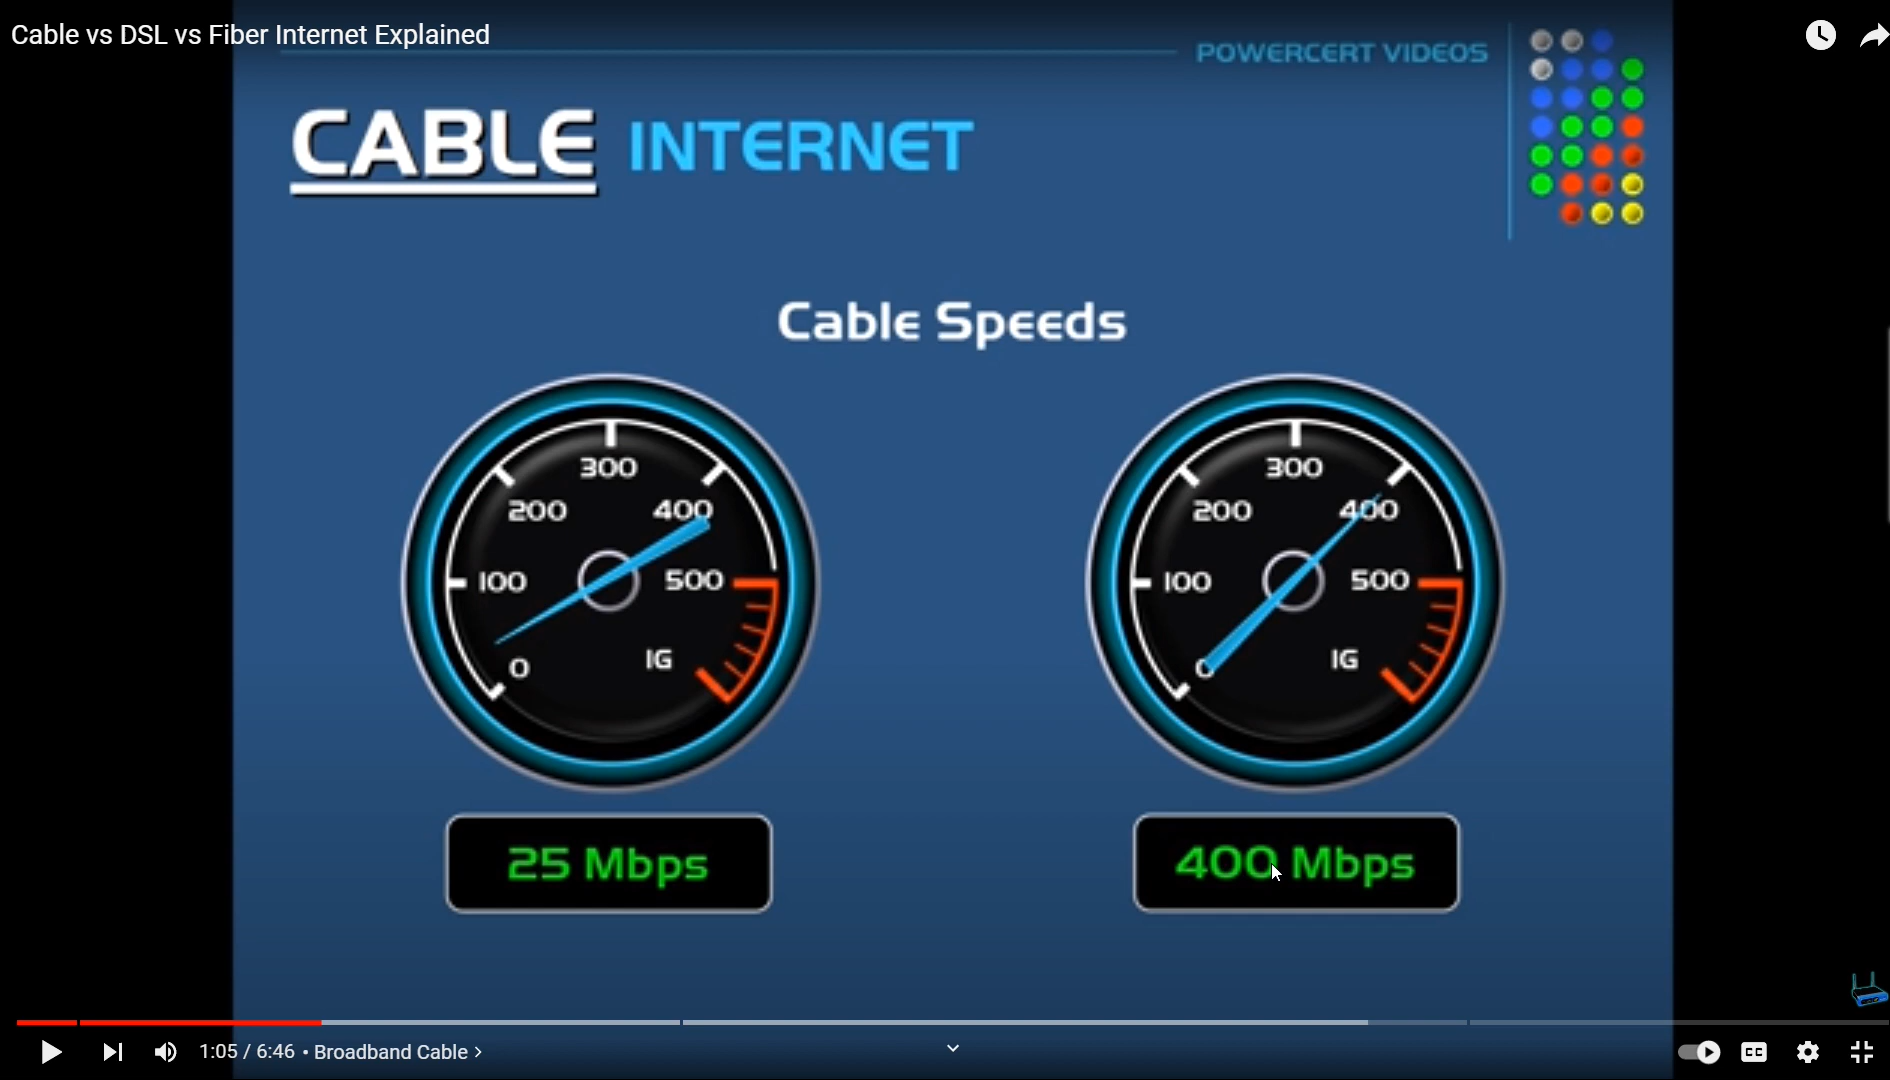 Cable vs DSL vs Fiber Internet Explained
POWERCERT VIDEOS
CABLE INTERNET
Cable Speeds
300
200
400
100
500
0
1G
300
200
400
100
500
0
1G
25 Mbps
400 Mbps
1:05 / 6:46 • Broadband Cable >
CC